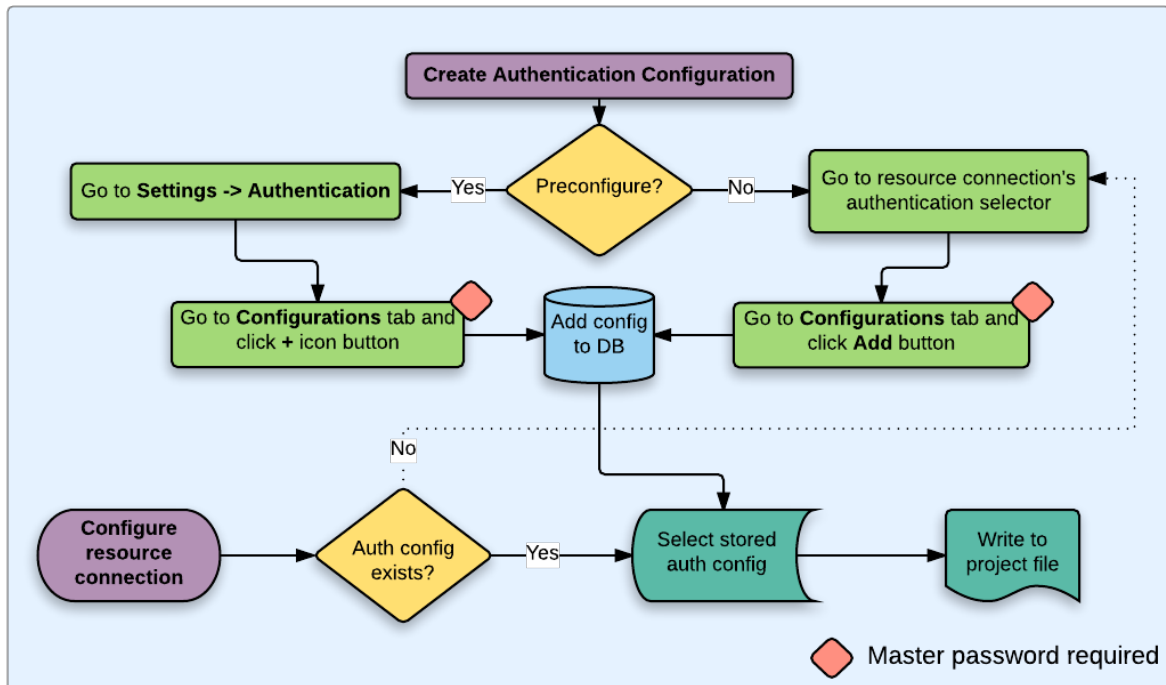 Create Authentication Configuration
Preconfigure?
Yes
No
Go to Settings -> Authentication
Go to resource connection's
authentication selector
Go to Configurations tab and
click + icon button
Add config
to DB
Go to Configurations tab and
click Add button
No
Configure
resource
connection
Auth config
exists?
Yes
Select stored
auth config
Write to
project file
Master password required